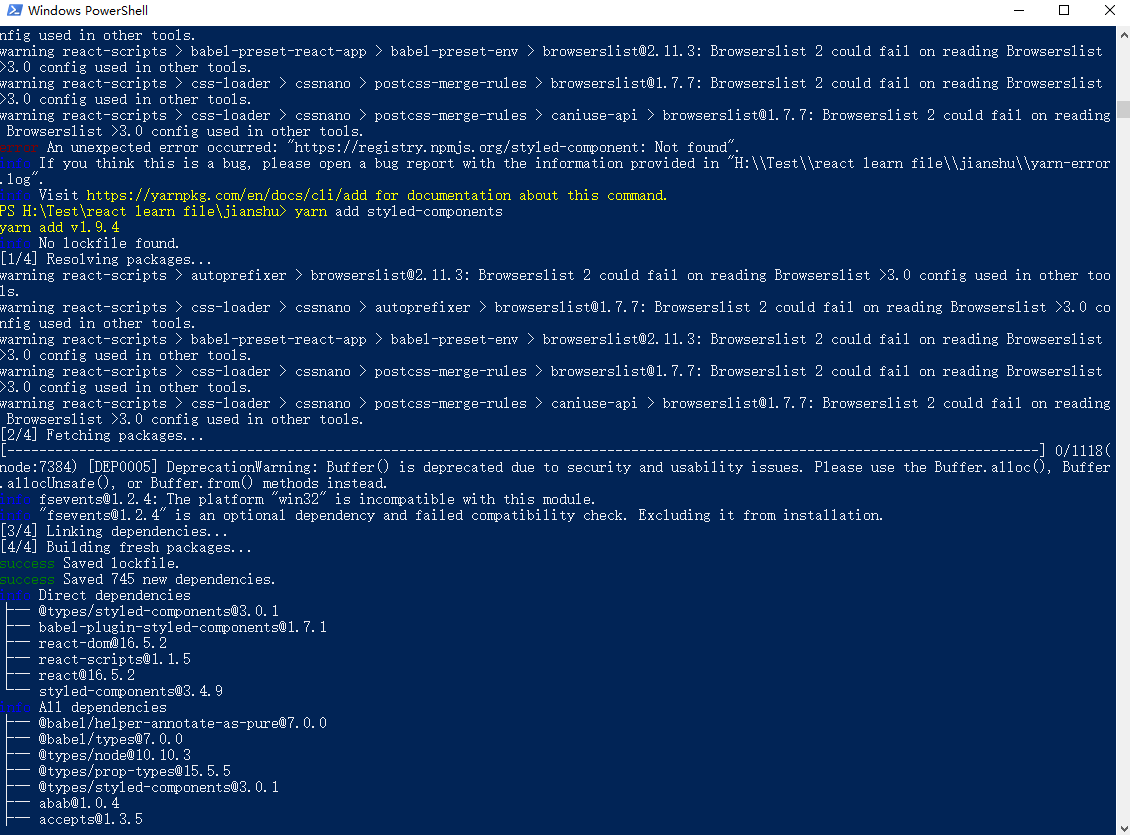 Windows PowerShell
nfig used in other tools.
warning react-scripts > babel-preset-react-app > babel-preset-env > browserslist@2.11.3: Browserslist 2 could fail on reading Browserslist
>3.0 config used in other tools.
warning react-scripts > css-loader > cssnano > postcss-merge-rules > browserslist@1.7.7: Browserslist 2 could fail on reading Browserslist
>3.0 config used in other tools.
warning react-scripts > css-loader > cssnano > postcss-merge-rules > caniuse-api > browserslist@1.7.7: Browserslist 2 could fail on reading
Browserslist >3.0 config used in other tools.
error An unexpected error occurred: "https://registry.npmjs.org/styled-component: Not found".
info If you think this is a bug, please open a bug report with the information provided in "H:\\Test\\react learn file\\jianshu\\yarn-error
.log".
info Visit https://yarnpkg.com/en/docs/cli/add for documentation about this command.
PS H:\Test\react learn file\jianshu> yarn add styled-components
yarn add v1.9.4
info No lockfile found.
[1/4] Resolving packages...
warning react-scripts > autoprefixer > browserslist@2.11.3: Browserslist 2 could fail on reading Browserslist >3.0 config used in other too
ls.
warning react-scripts > css-loader > cssnano > autoprefixer > browserslist@1.7.7: Browserslist 2 could fail on reading Browserslist >3.0 co
nfig used in other tools.
warning react-scripts > babel-preset-react-app > babel-preset-env > browserslist@2.11.3: Browserslist 2 could fail on reading Browserslist
>3.0 config used in other tools.
warning react-scripts > css-loader > cssnano > postcss-merge-rules > browserslist@1.7.7: Browserslist 2 could fail on reading Browserslist
>3.0 config used in other tools.
warning react-scripts > css-loader > cssnano > postcss-merge-rules > caniuse-api > browserslist@1.7.7: Browserslist 2 could fail on reading
Browserslist >3.0 config used in other tools.
[2/4] Fetching packages...
[-----------------------------------------------------------------------------------------------------------------------------------] 0/1118(
node:7384) [DEP0005] DeprecationWarning: Buffer() is deprecated due to security and usability issues. Please use the Buffer.alloc(), Buffer
.allocUnsafe(), or Buffer.from() methods instead.
info fsevents@1.2.4: The platform "win32" is incompatible with this module.
info "fsevents@1.2.4" is an optional dependency and failed compatibility check. Excluding it from installation.
[3/4] Linking dependencies...
[4/4] Building fresh packages...
success Saved lockfile.
success Saved 745 new dependencies.
info Direct dependencies
├─ @types/styled-components@3.0.1
├─ babel-plugin-styled-components@1.7.1
├─ react-dom@16.5.2
├─ react-scripts@1.1.5
├─ react@16.5.2
└─ styled-components@3.4.9
info All dependencies
├─ @babel/helper-annotate-as-pure@7.0.0
├─ @babel/types@7.0.0
├─ @types/node@10.10.3
├─ @types/prop-types@15.5.5
├─ @types/styled-components@3.0.1
├─ abab@1.0.4
├─ accepts@1.3.5